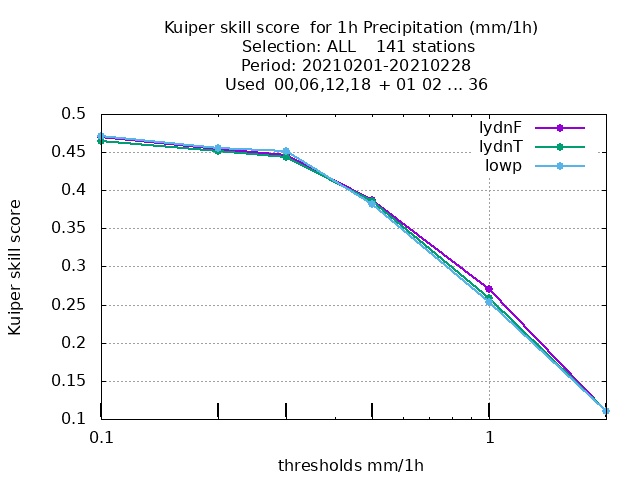 Kuiper skill score  for 1h Precipitation (mm/1h)
Selection: ALL    141 stations
Period: 20210201-20210228
Used  00,06,12,18  + 01 02 ... 36
Kuiper skill score
0.5
0.45
0.4
0.35
0.3
0.25
0.2
0.15
0.1
lydnF
lydnT
lowp
0.1
1
thresholds mm/1h